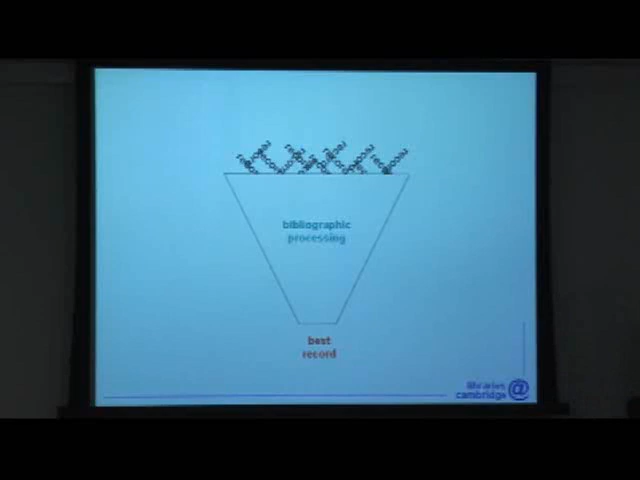 bibliographic
processing
best
record
libraries
cambridge @